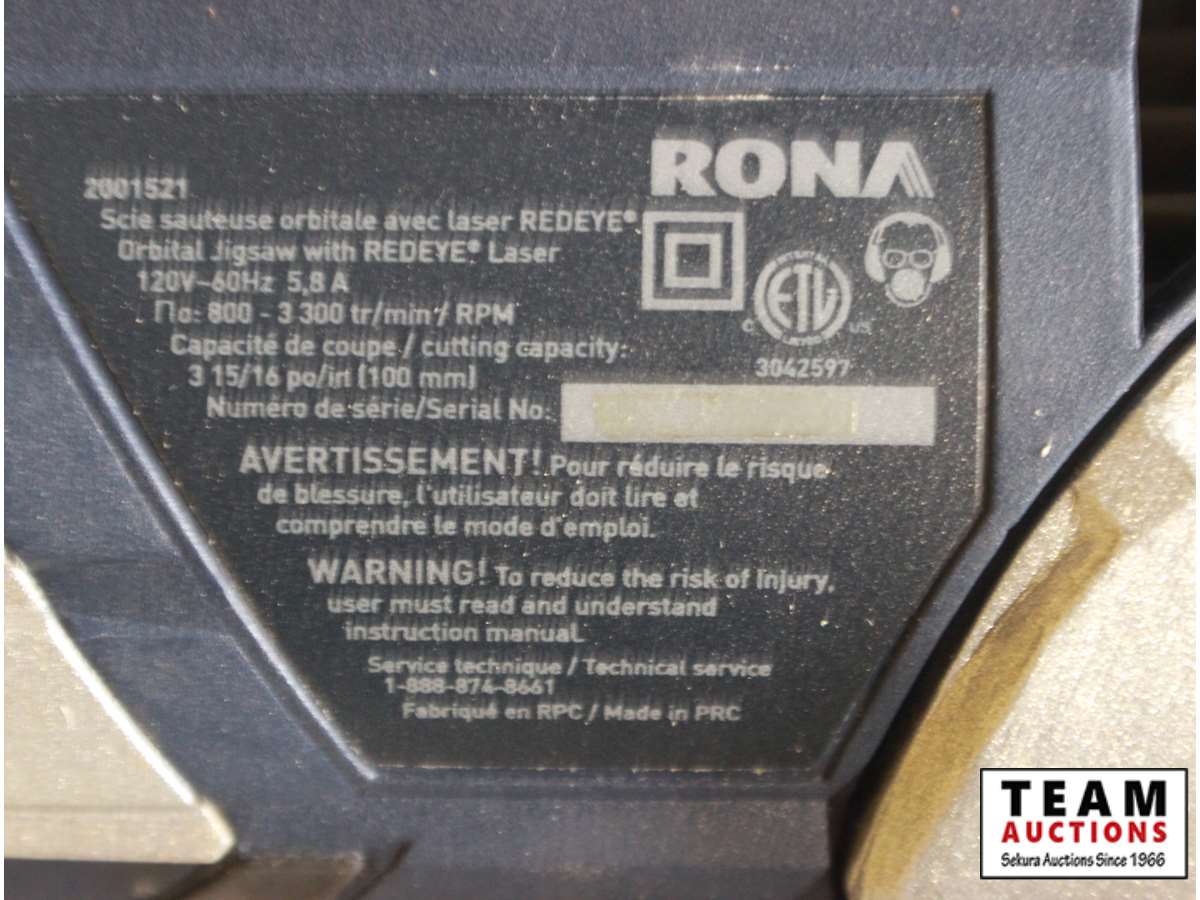 RONA
2001521
Scie sauteuse orbitale avec laser REDEYE®
Orbital Jigsaw with REDEYE® Laser
120V~60Hz 5,8 A
no: 800 - 3 300 tr/min / RPM
Capacité de coupe / cutting capacity:
3 15/16 po/in (100 mm)
Numéro de série/Serial No:
C ETL US
3042597
AVERTISSEMENT! Pour réduire le risque
de blessure, l'utilisateur doit lire et
comprendre le mode d'emploi.
WARNING! To reduce the risk of injury,
user must read and understand
instruction manual.
Service technique / Technical service
1-888-874-8661
Fabriqué en RPC / Made in PRC
TEAM
AUCTIONS
Sekura Auctions Since 1966